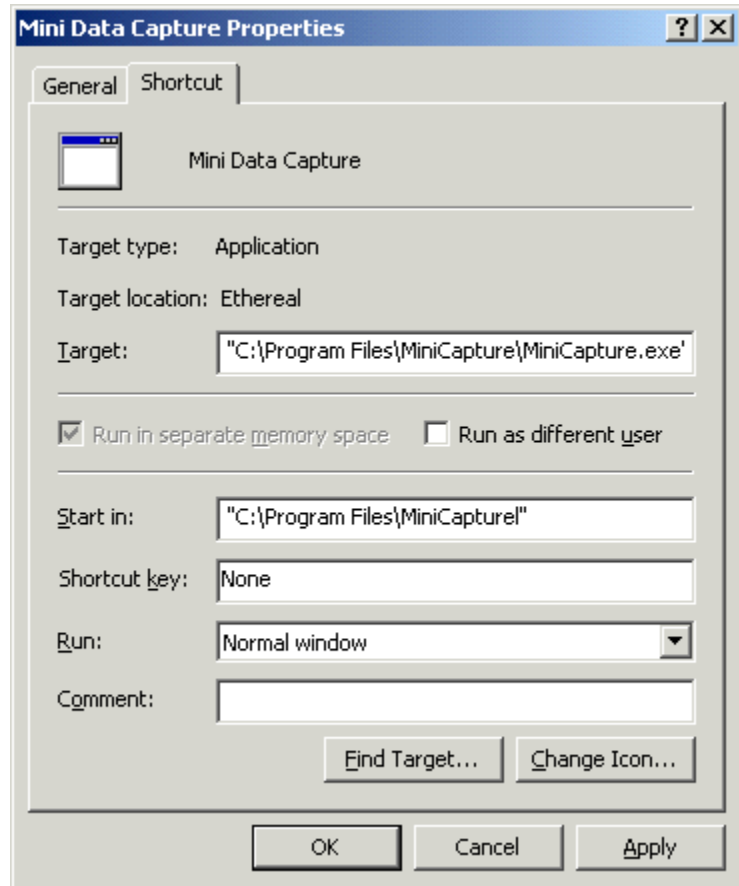 Mini Data Capture Properties
General Shortcut
Mini Data Capture
Target type: Application
Target location: Ethereal
Target: "C:\Program Files\MiniCapture\MiniCapture.exe'
Run in separate memory space Run as different user
Start in: "C:\Program Files\MiniCapturel"
Shortcut key: None
Run: Normal window
Comment:
Find Target... Change Icon...
OK Cancel Apply